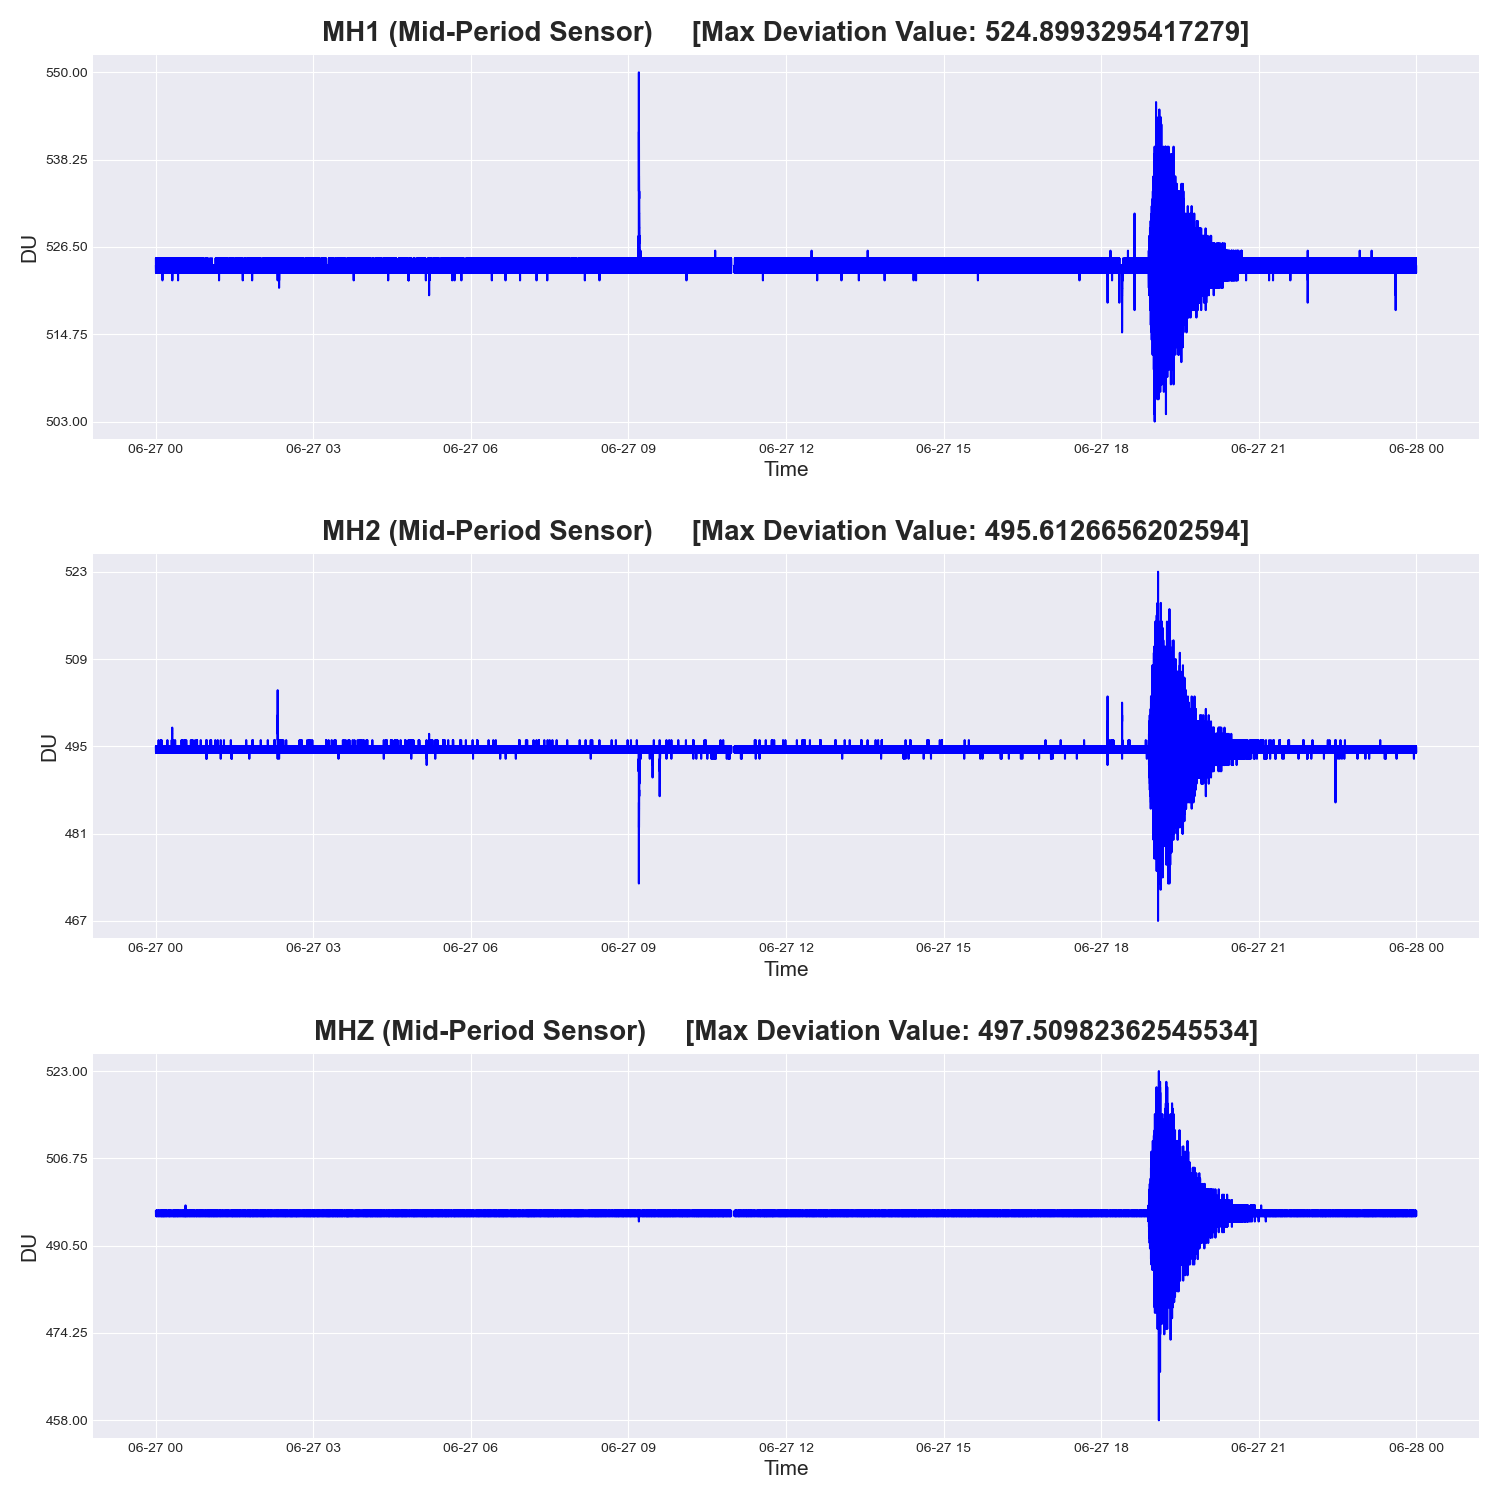 MH1 (Mid-Period Sensor) [Max Deviation Value: 524.8993295417279]
550.00
538.25
526.50
514.75
503.00
DU
06-27 00 06-27 03 06-27 06 06-27 09 06-27 12 06-27 15 06-27 18 06-27 21 06-28 00
Time
MH2 (Mid-Period Sensor) [Max Deviation Value: 495.6126656202594]
523
509
495
481
467
DU
06-27 00 06-27 03 06-27 06 06-27 09 06-27 12 06-27 15 06-27 18 06-27 21 06-28 00
Time
MHZ (Mid-Period Sensor) [Max Deviation Value: 497.50982362545534]
523.00
506.75
490.50
474.25
458.00
DU
06-27 00 06-27 03 06-27 06 06-27 09 06-27 12 06-27 15 06-27 18 06-27 21 06-28 00
Time